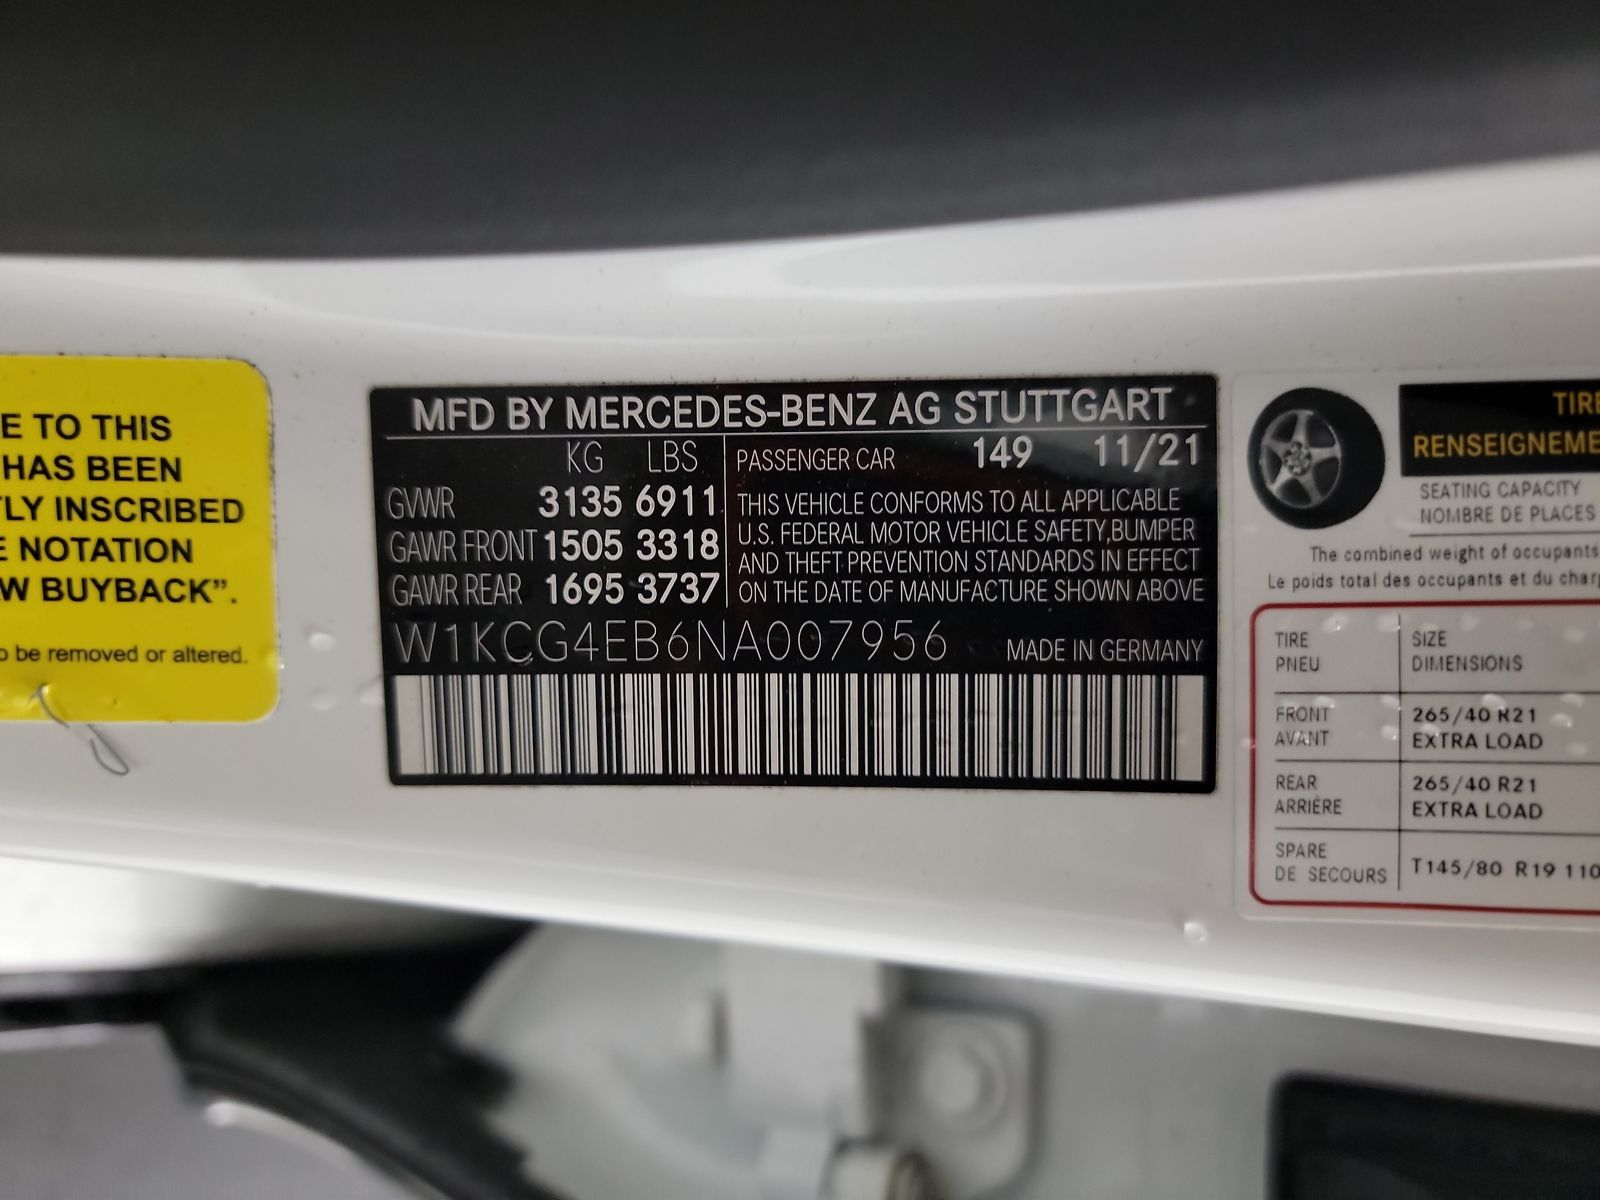 E TO THIS
HAS BEEN
TLY INSCRIBED
E NOTATION
W BUYBACK”.
o be removed or altered.
MFD BY MERCEDES-BENZ AG STUTTGART
KG LBS
GVWR 3135 6911
GAWR FRONT 1505 3318
GAWR REAR 1695 3737
PASSENGER CAR 149 11/21
THIS VEHICLE CONFORMS TO ALL APPLICABLE
U.S. FEDERAL MOTOR VEHICLE SAFETY,BUMPER
AND THEFT PREVENTION STANDARDS IN EFFECT
ON THE DATE OF MANUFACTURE SHOWN ABOVE
W1KCG4EB6NA007956
MADE IN GERMANY
TIRE
RENSEIGNEME
SEATING CAPACITY
NOMBRE DE PLACES
The combined weight of occupants
Le poids total des occupants et du charg
TIRE SIZE
PNEU DIMENSIONS
FRONT 265/40 R21
AVANT EXTRA LOAD
REAR 265/40 R21
ARRIÈRE EXTRA LOAD
SPARE
DE SECOURS
T145/80 R19 110